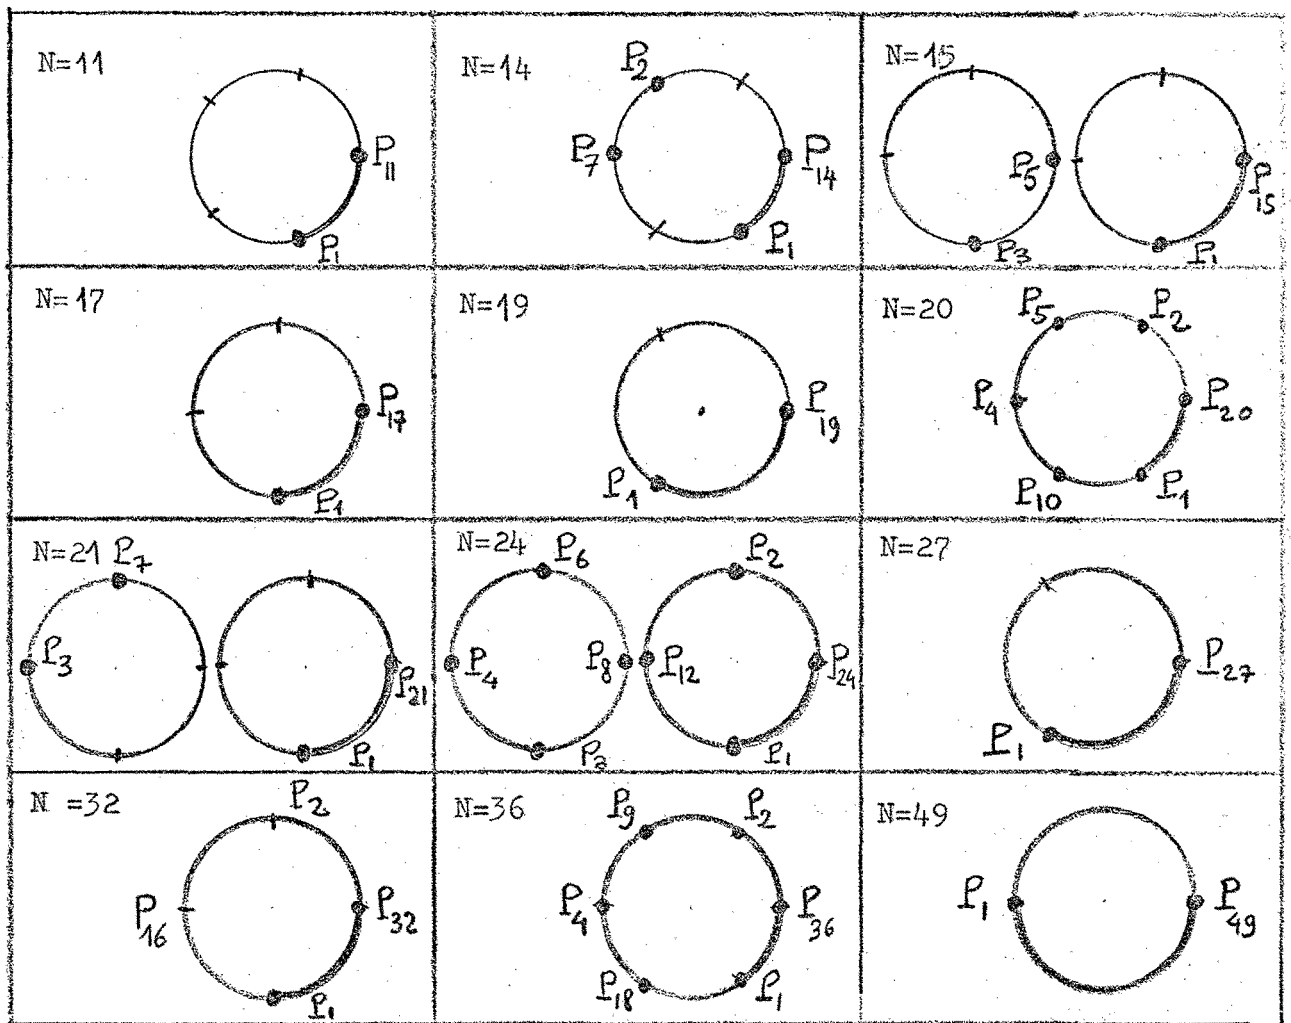 N=11
P11
P1
N=14
P2
P7
P14
P1
N=15
P5
P3
P15
P1
N=17
P17
P1
N=19
P19
P1
N=20
P5 P2
P4 P20
P10 P1
N=21 P7
P3
P21
P1
N=24 P6 P2
P4 P8 P12 P24
P3 P1
N=27
P27
P1
N =32 P2
P16 P32
P1
N=36 P9 P2
P4 P36
P18 P1
N=49
P1 P49